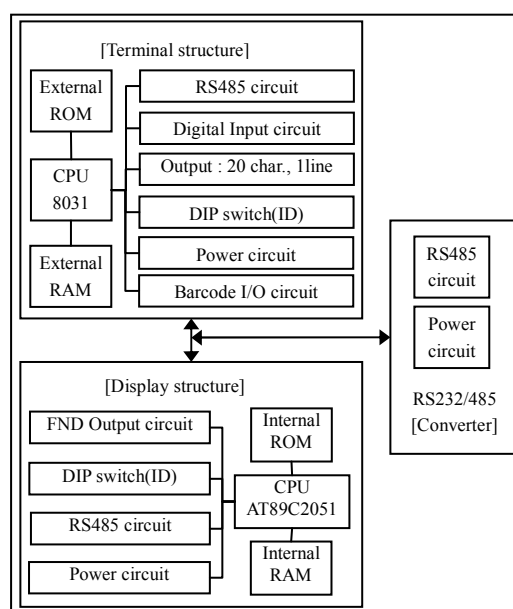 [Terminal structure]
External
ROM
CPU
8031
External
RAM
RS485 circuit
Digital Input circuit
Output : 20 char., 1line
DIP switch(ID)
Power circuit
Barcode I/O circuit
RS485
circuit
Power
circuit
RS232/485
[Converter]
[Display structure]
FND Output circuit
DIP switch(ID)
RS485 circuit
Power circuit
Internal
ROM
CPU
AT89C2051
Internal
RAM